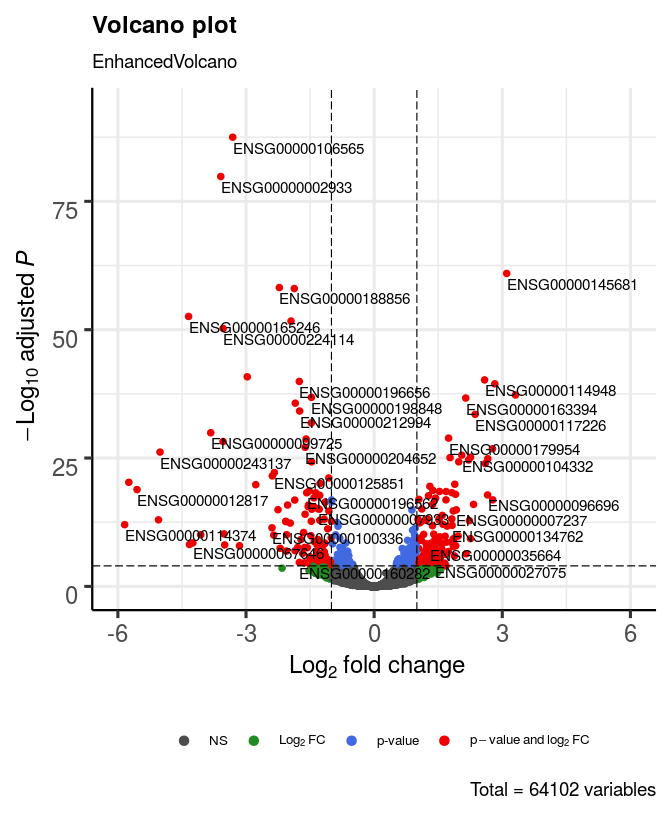 Volcano plot
EnhancedVolcano
−Log10 adjusted P
75
50
25
0
ENSG00000106565
ENSG00000002933
ENSG00000145681
ENSG00000188856
ENSG00000165246
ENSG00000224114
ENSG00000196656
ENSG00000114948
ENSG00000198848
ENSG00000163394
ENSG00000212994
ENSG00000117226
ENSG00000099725
ENSG00000179954
ENSG00000243137
ENSG00000204652
ENSG00000104332
ENSG00000125851
ENSG00000012817
ENSG00000196862
ENSG00000096696
ENSG00000007237
ENSG00000114374
ENSG00000100336
ENSG00000134762
ENSG00000067646
ENSG00000035664
ENSG00000160282
ENSG00000027075
-6
-3
0
3
6
Log2 fold change
NS
Log2 FC
p-value
p − value and log2 FC
Total = 64102 variables